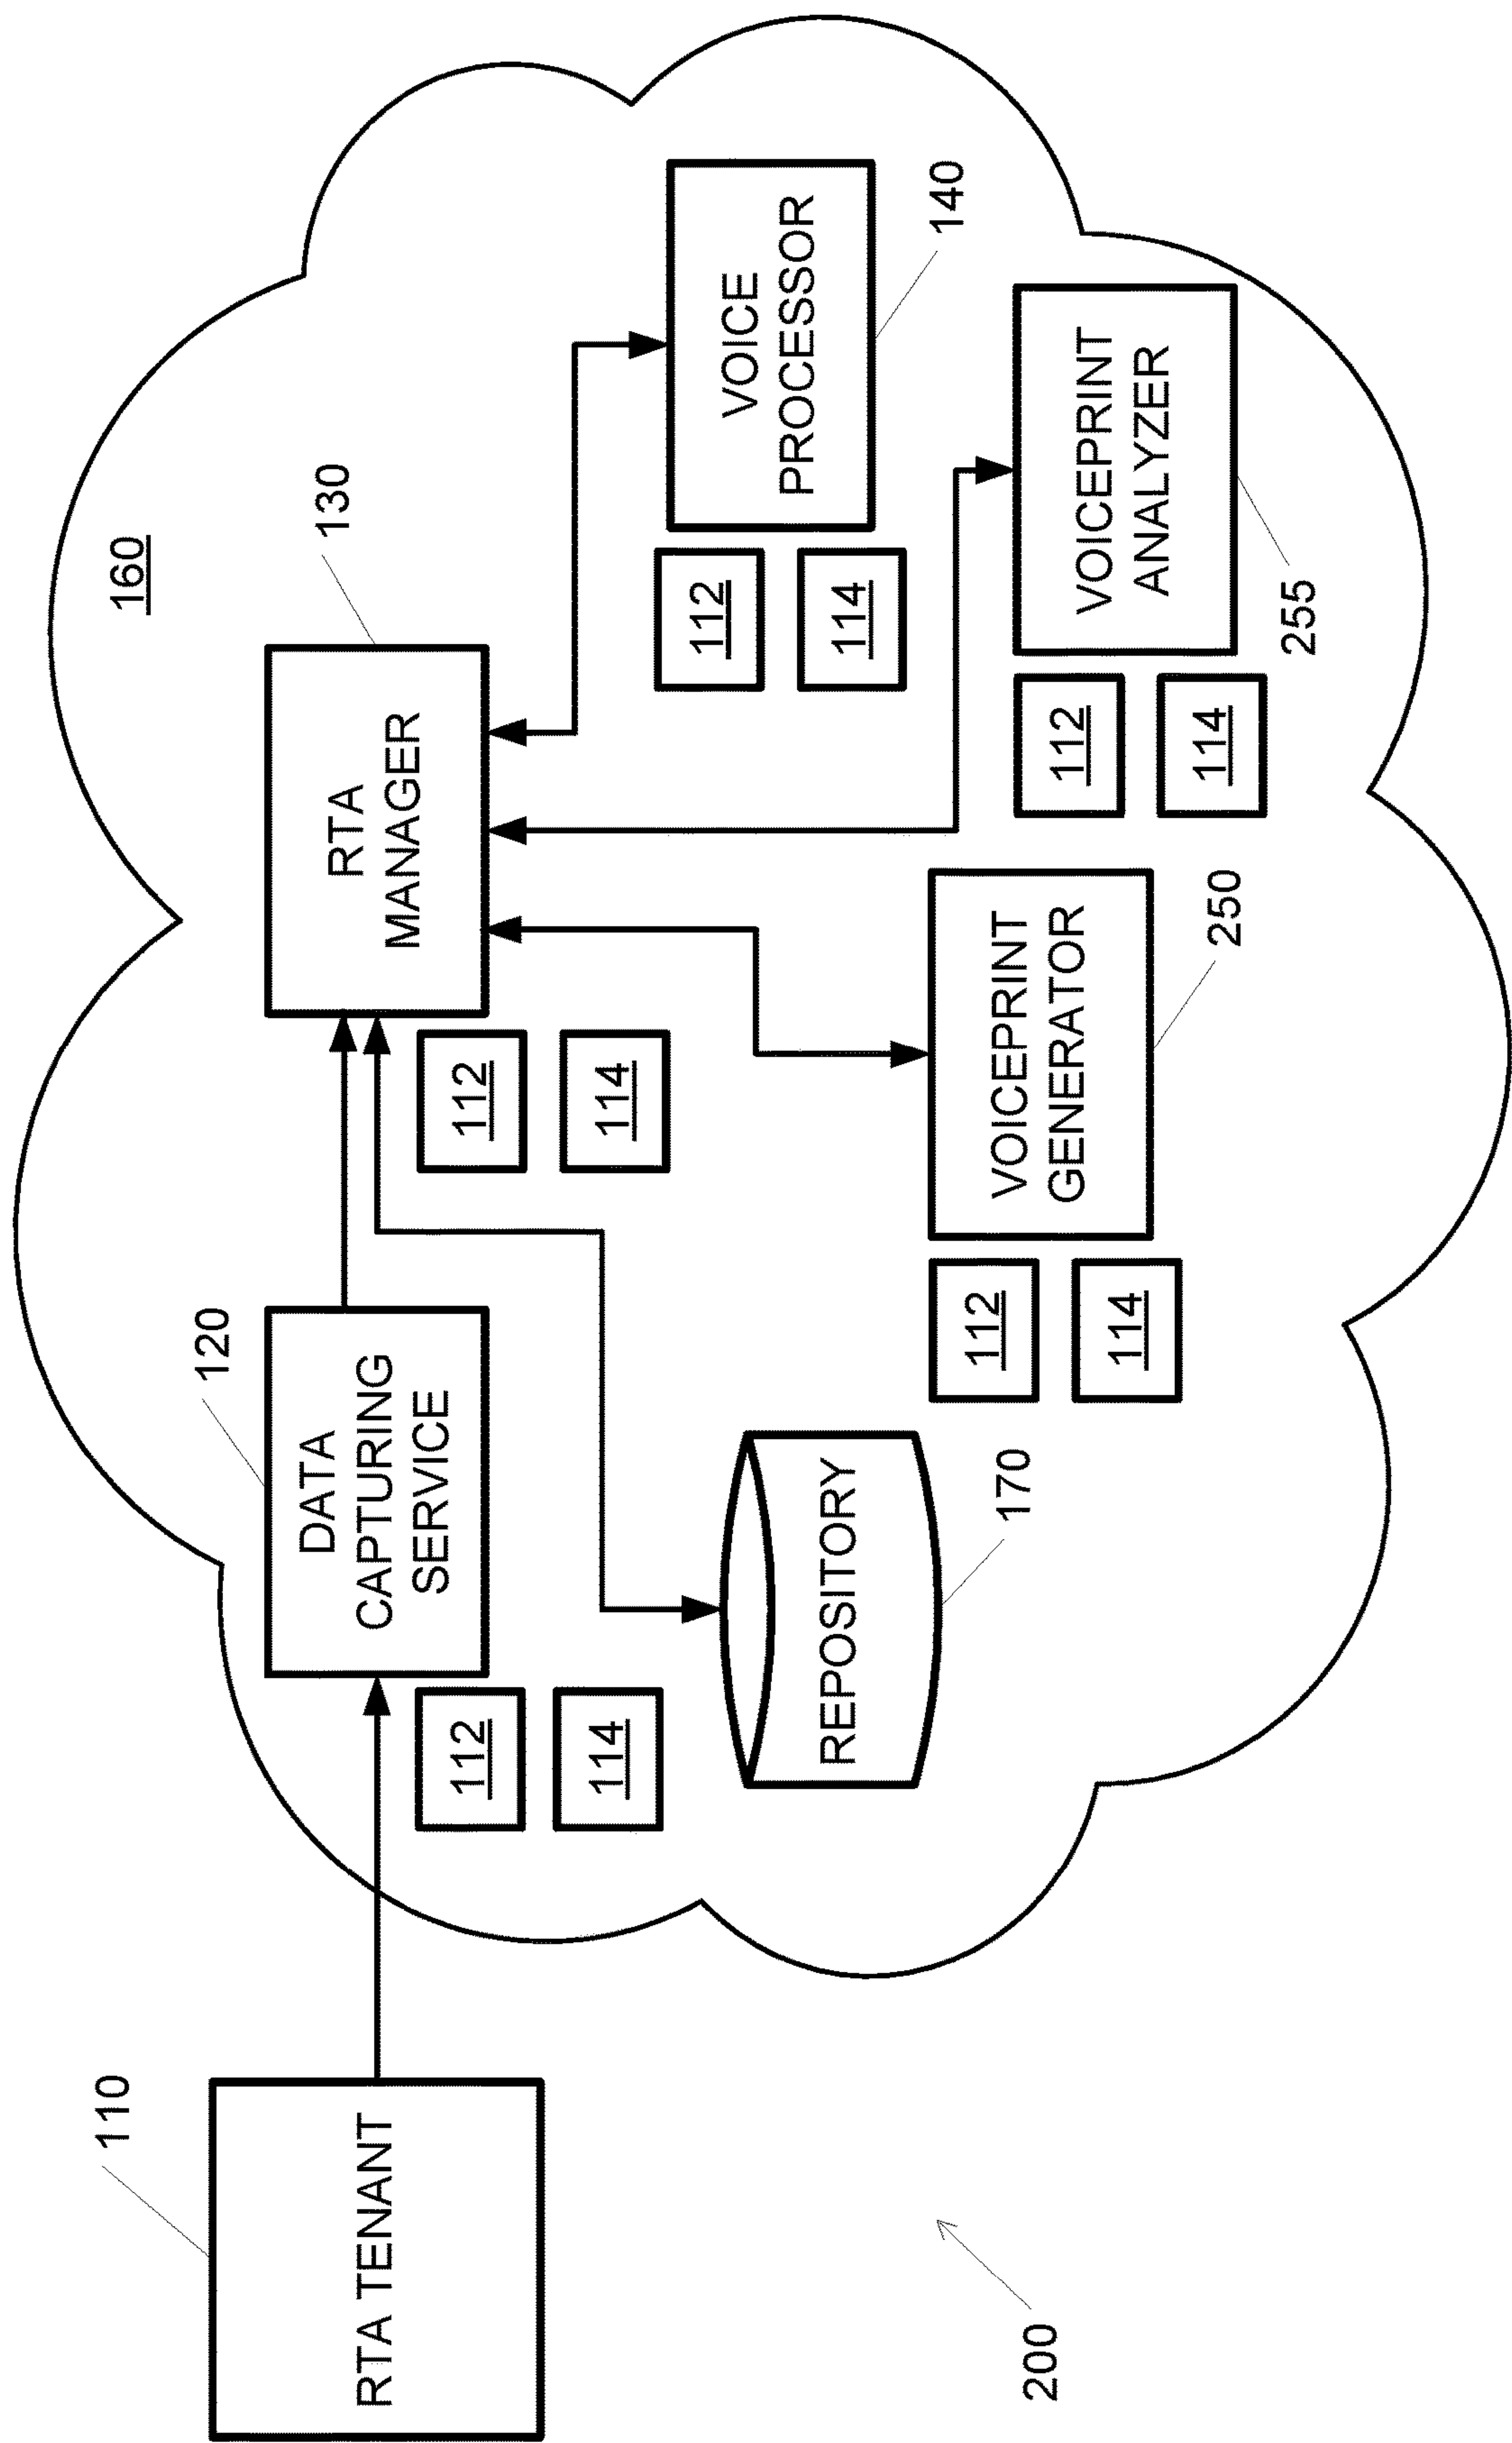 160
130
RTA
MANAGER
120
DATA
CAPTURING
SERVICE
110
RTA TENANT
112
114
112
114
VOICE
PROCESSOR
140
112
114
REPOSITORY
170
VOICEPRINT
GENERATOR
250
112
114
VOICEPRINT
ANALYZER
255
112
114
200